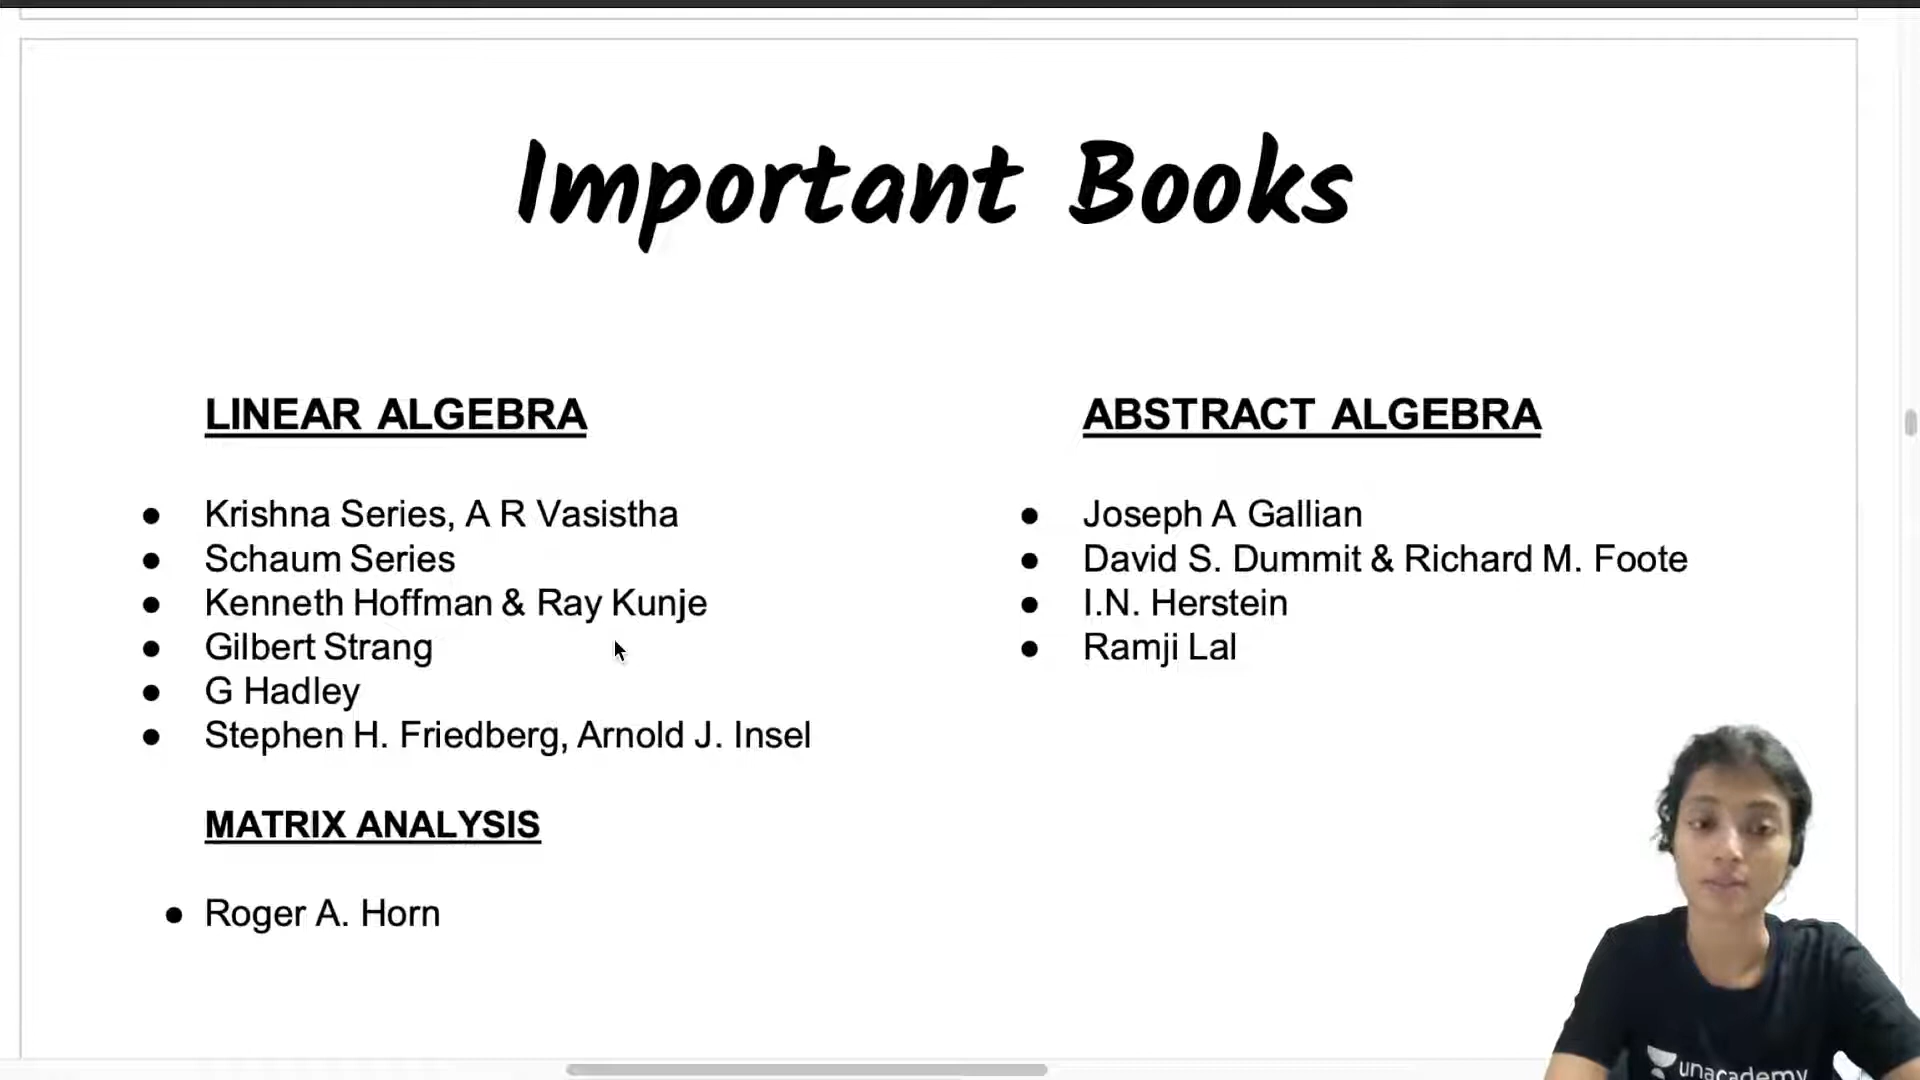 Important Books
LINEAR ALGEBRA
● Krishna Series, A R Vasistha
● Schaum Series
● Kenneth Hoffman & Ray Kunje
● Gilbert Strang
● G Hadley
● Stephen H. Friedberg, Arnold J. Insel
MATRIX ANALYSIS
● Roger A. Horn
ABSTRACT ALGEBRA
● Joseph A Gallian
● David S. Dummit & Richard M. Foote
● I.N. Herstein
● Ramji Lal
unacademy